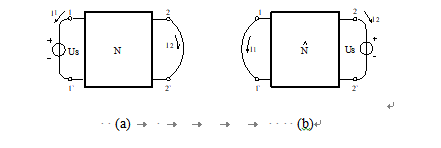 i1 1 2 1 2 i2
+ Us N i2 i1 N̂ Us +
- -
1' 2' 1' 2'
(a) (b)